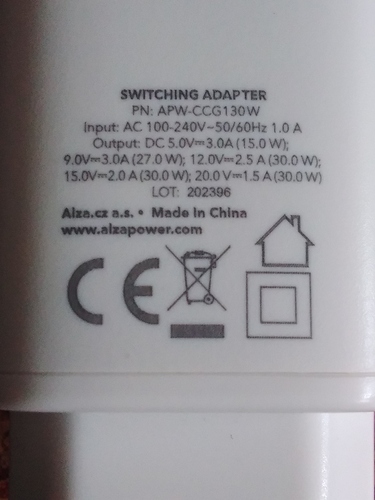 SWITCHING ADAPTER
PN: APW-CCG130W
Input: AC 100-240V~50/60Hz 1.0 A
Output: DC 5.0V⎓3.0A (15.0 W);
9.0V⎓3.0A (27.0 W); 12.0V⎓2.5 A (30.0 W);
15.0V⎓2.0 A (30.0 W); 20.0 V⎓1.5 A (30.0 W)
LOT: 202396
Alza.cz a.s. • Made In China
www.alzapower.com
CE